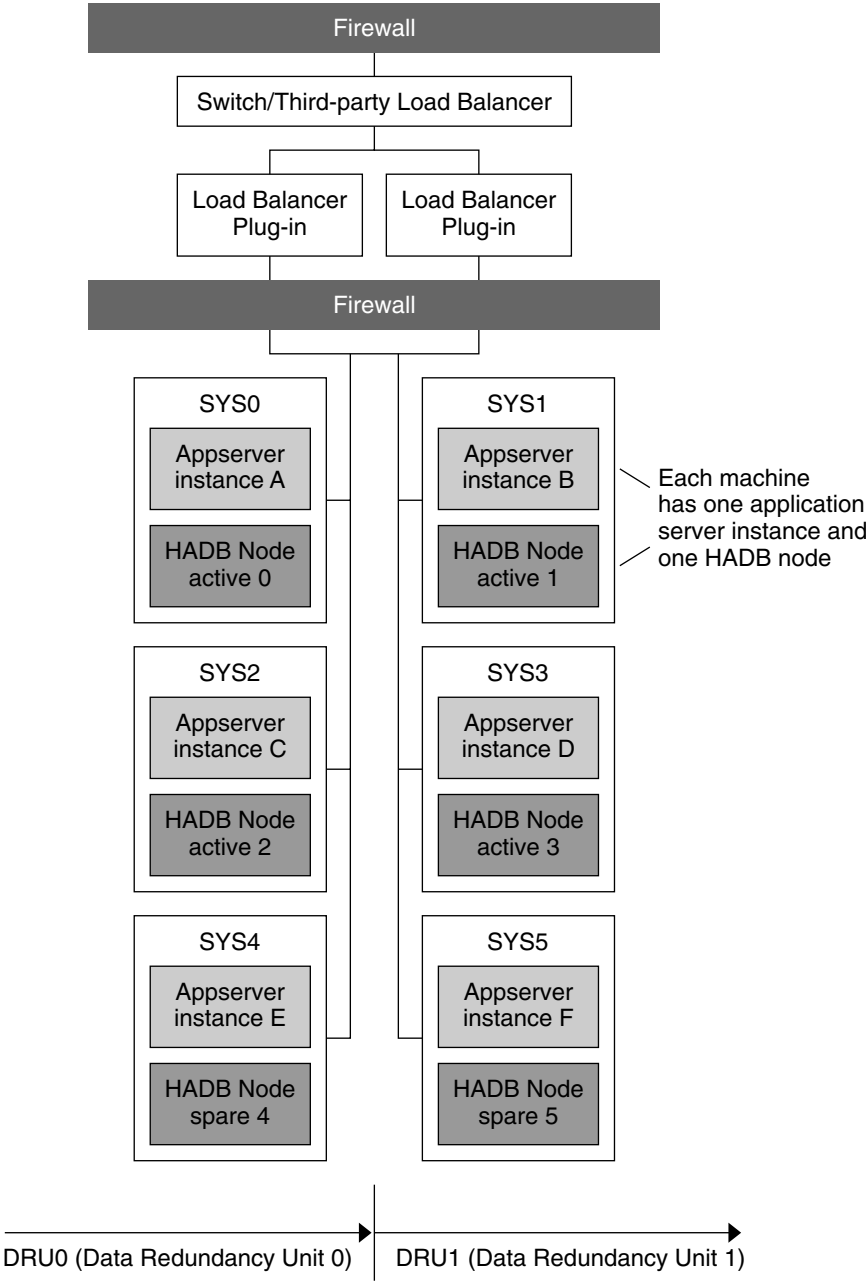 Firewall
Switch/Third-party Load Balancer
Load Balancer
Plug-in
Load Balancer
Plug-in
Firewall
SYS0
Appserver
instance A
HADB Node
active 0
SYS1
Appserver
instance B
HADB Node
active 1
Each machine
has one application
server instance and
one HADB node
SYS2
Appserver
instance C
HADB Node
active 2
SYS3
Appserver
instance D
HADB Node
active 3
SYS4
Appserver
instance E
HADB Node
spare 4
SYS5
Appserver
instance F
HADB Node
spare 5
DRU0 (Data Redundancy Unit 0)
DRU1 (Data Redundancy Unit 1)